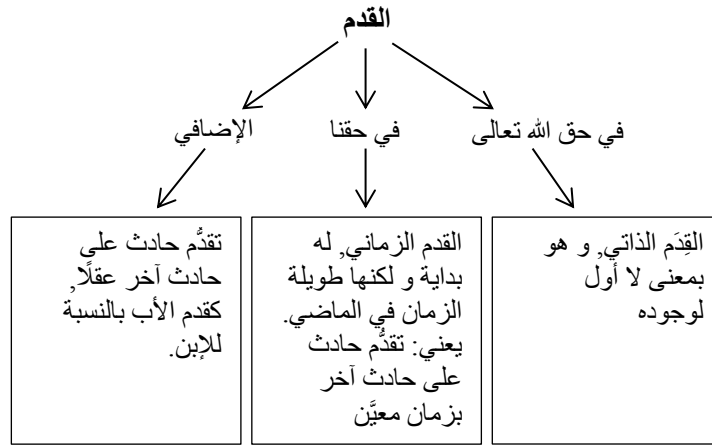 القدم
في حق الله تعالى
في حقنا
الإضافي
القِدَم الذاتي, و هو
بمعنى لا أول
لوجوده
القدم الزماني, له
بداية و لكنها طويلة
الزمان في الماضي.
يعني: تقدُّم حادث
على حادث آخر
بزمان معيَّن
تقدُّم حادث على
حادث آخر عقلًا,
كقدم الأب بالنسبة
للإبن.